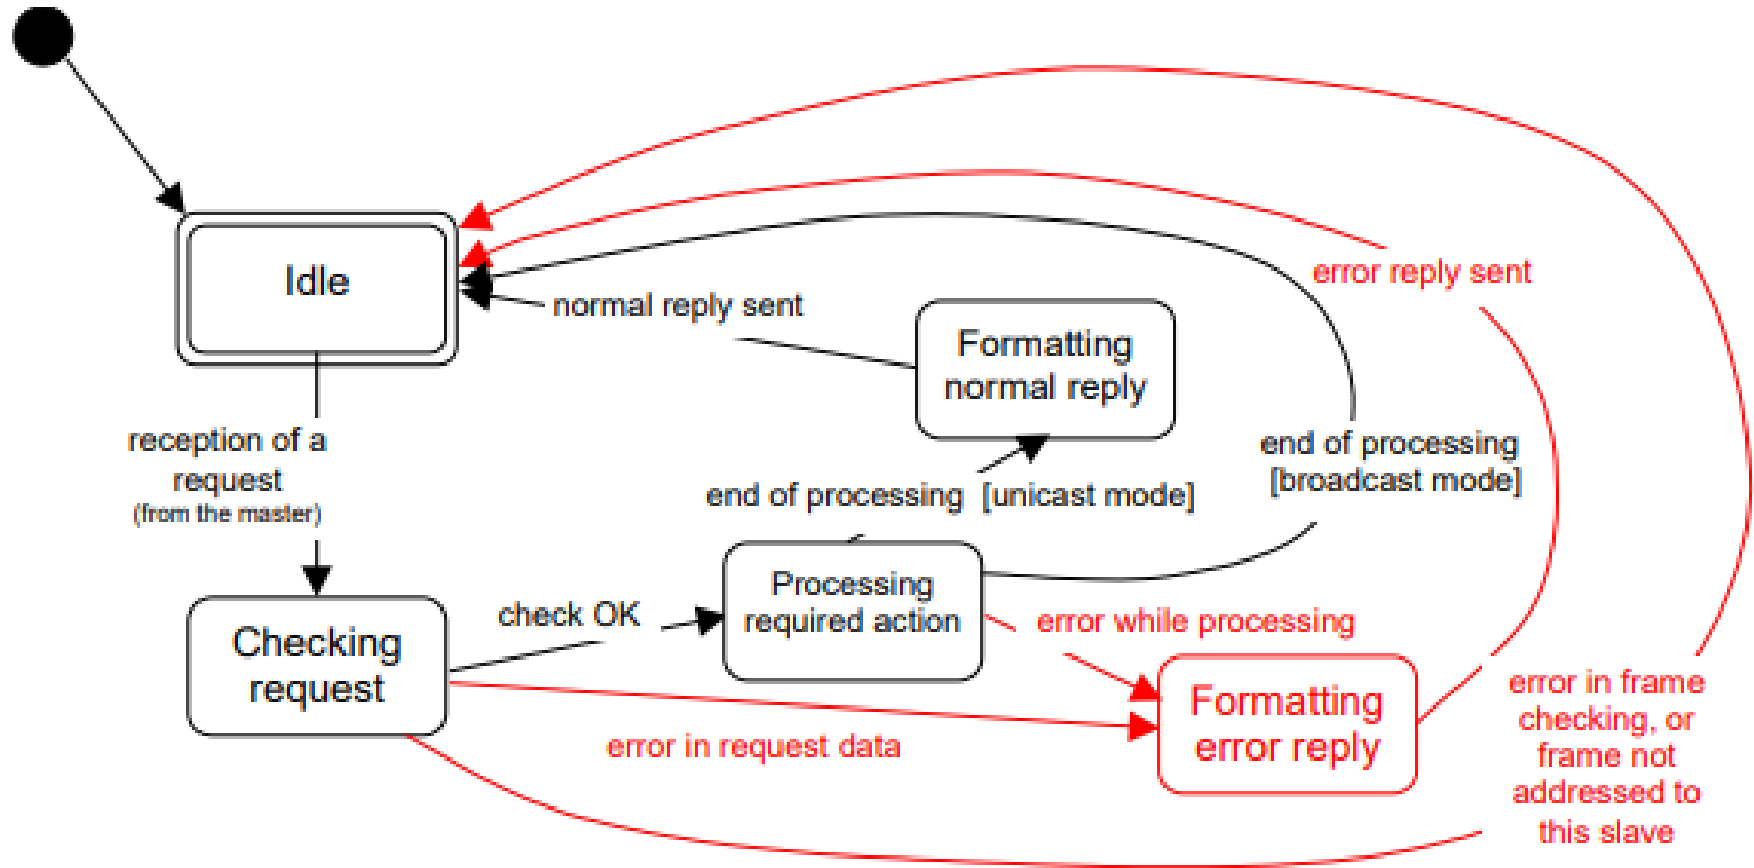 Idle
error reply sent
normal reply sent
Formatting
normal reply
reception of a
request
(from the master)
end of processing
[broadcast mode]
end of processing [unicast mode]
Processing
required action
check OK
error while processing
Checking
request
Formatting
error reply
error in request data
error in frame
checking, or
frame not
addressed to
this slave